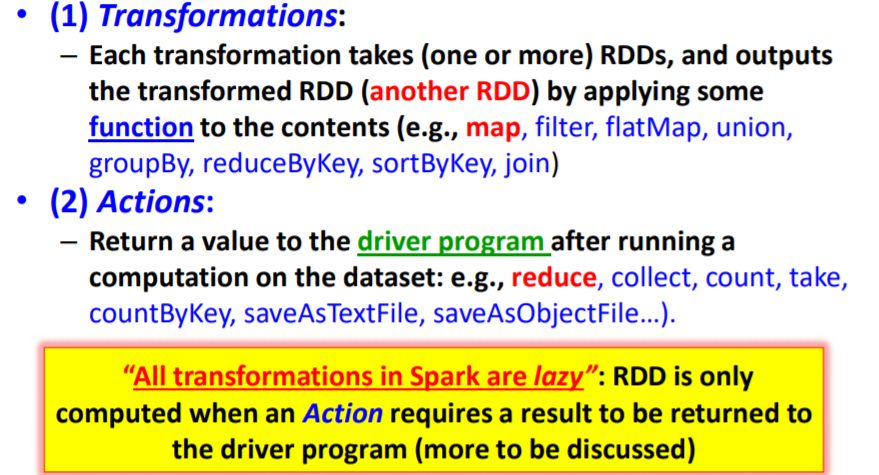 • (1) Transformations:
– Each transformation takes (one or more) RDDs, and outputs
the transformed RDD (another RDD) by applying some
function to the contents (e.g., map, filter, flatMap, union,
groupBy, reduceByKey, sortByKey, join)
• (2) Actions:
– Return a value to the driver program after running a
computation on the dataset: e.g., reduce, collect, count, take,
countByKey, saveAsTextFile, saveAsObjectFile…).
“All transformations in Spark are lazy”: RDD is only
computed when an Action requires a result to be returned to
the driver program (more to be discussed)